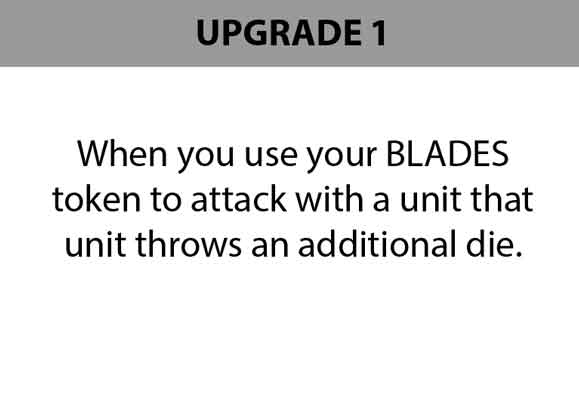 UPGRADE 1
When you use your BLADES
token to attack with a unit that
unit throws an additional die.